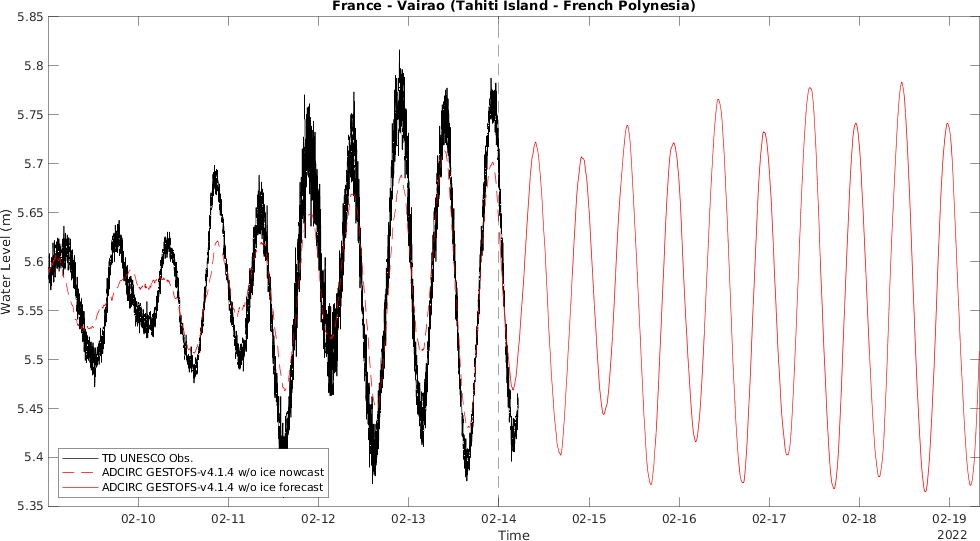 France - Vairao (Tahiti Island - French Polynesia)
5.85
5.8
5.75
5.7
5.65
5.6
5.55
5.5
5.45
5.4
5.35
Water Level (m)
TD UNESCO Obs.
ADCIRC GESTOFS-v4.1.4 w/o ice nowcast
ADCIRC GESTOFS-v4.1.4 w/o ice forecast
02-10 02-11 02-12 02-13 02-14 02-15 02-16 02-17 02-18 02-19
Time
2022